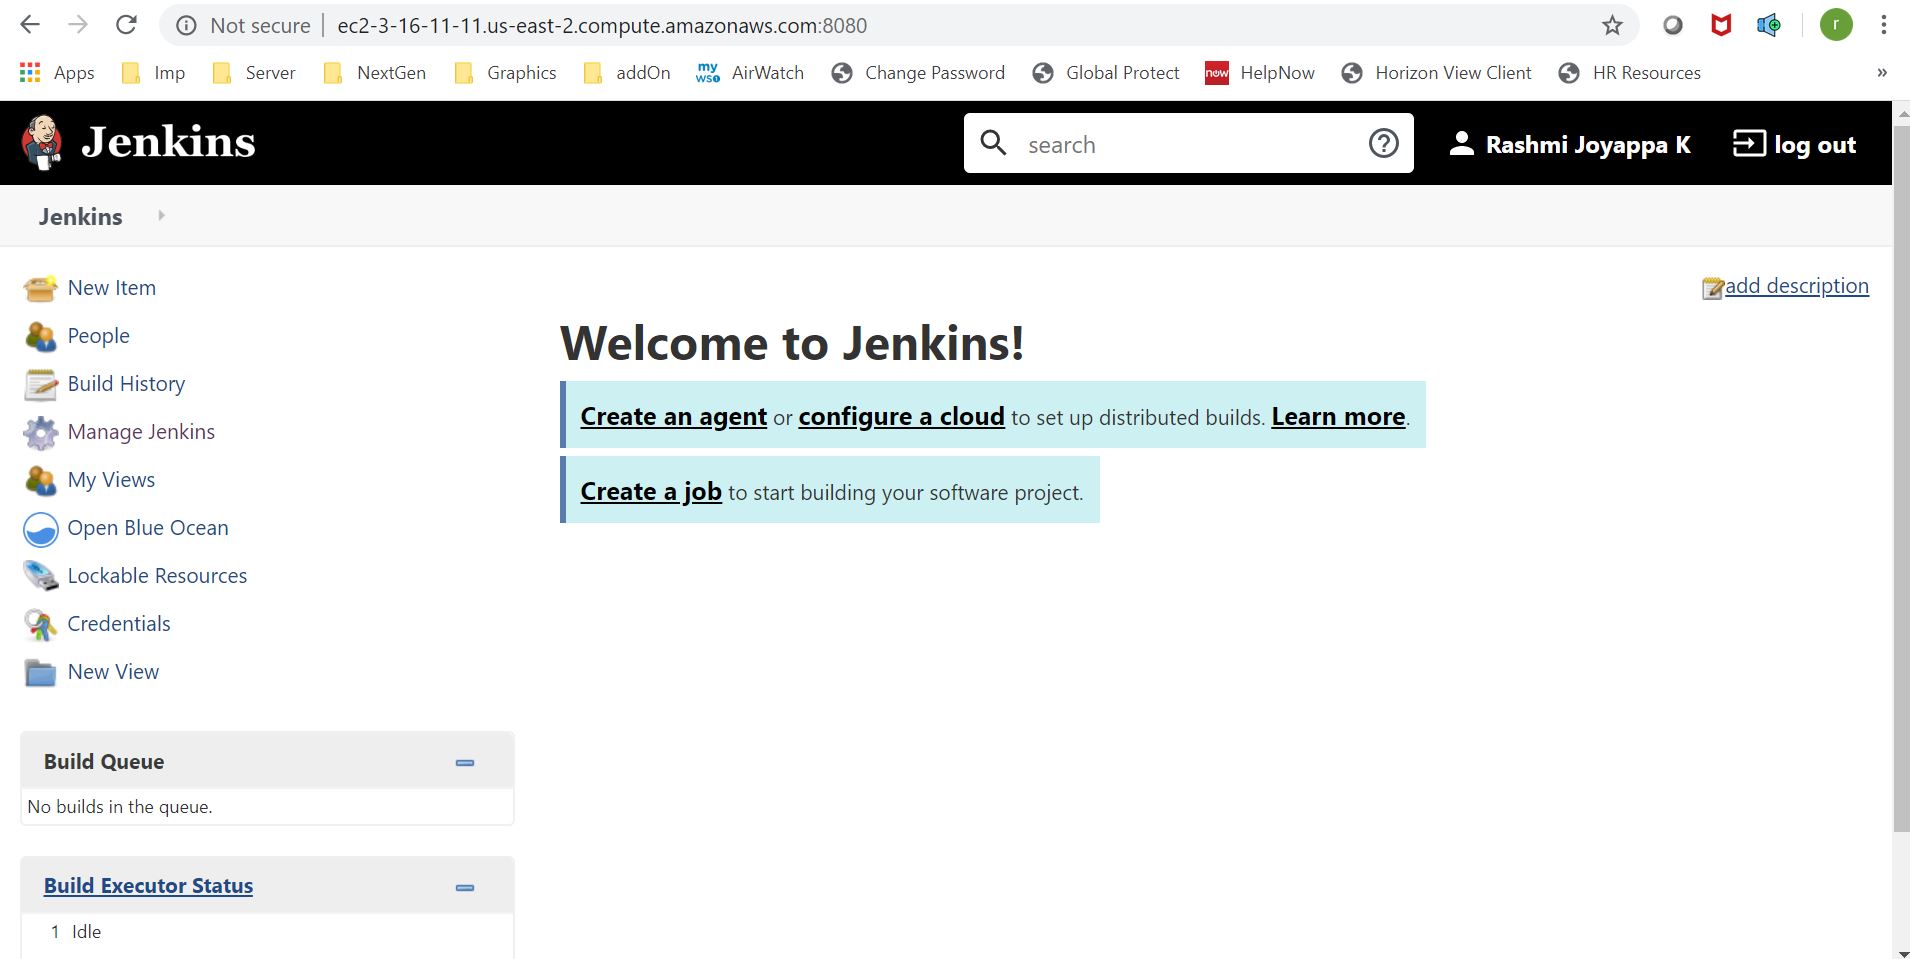 Not secure | ec2-3-16-11-11.us-east-2.compute.amazonaws.com:8080 r
Apps Imp Server NextGen Graphics addOn my WS1 AirWatch Change Password Global Protect now HelpNow Horizon View Client HR Resources »
Jenkins search ? Rashmi Joyappa K log out
Jenkins
New Item add description
People
Welcome to Jenkins!
Build History
Create an agent or configure a cloud to set up distributed builds. Learn more.
Manage Jenkins
My Views
Create a job to start building your software project.
Open Blue Ocean
Lockable Resources
Credentials
New View
Build Queue
No builds in the queue.
Build Executor Status
1 Idle